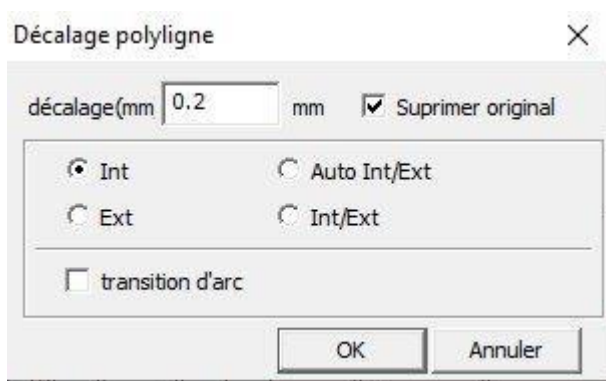 Décalage polyligne
décalage(mm 0.2 mm Suprimer original
Int Auto Int/Ext
Ext Int/Ext
transition d'arc
OK Annuler